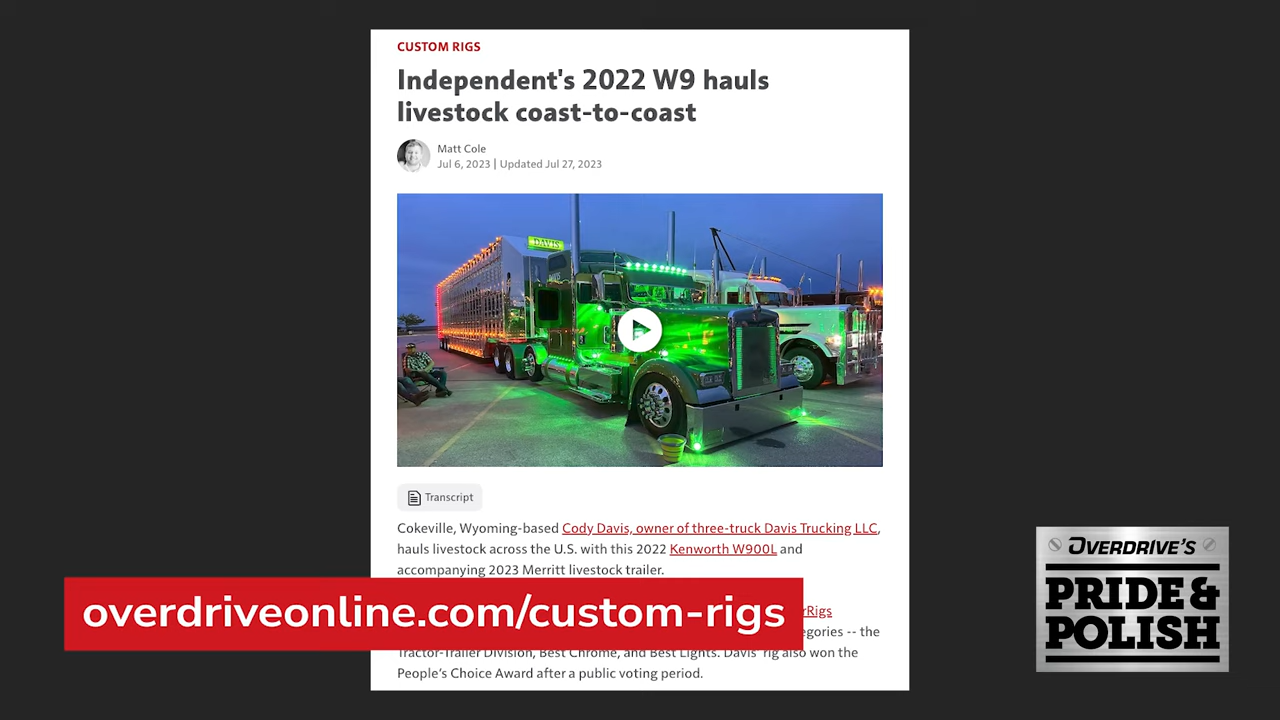 CUSTOM RIGS
Independent's 2022 W9 hauls
livestock coast-to-coast
Matt Cole
Jul 6, 2023 | Updated Jul 27, 2023
DAVIS
Transcript
Cokeville, Wyoming-based Cody Davis, owner of three-truck Davis Trucking LLC,
hauls livestock across the U.S. with this 2022 Kenworth W900L and
accompanying 2023 Merritt livestock trailer.
overdriveonline.com/custom-rigs
rRigs
egories -- the
Tractor-Trailer Division, Best Chrome, and Best Lights. Davis' rig also won the
People's Choice Award after a public voting period.
OVERDRIVE'S
PRIDE &
POLISH